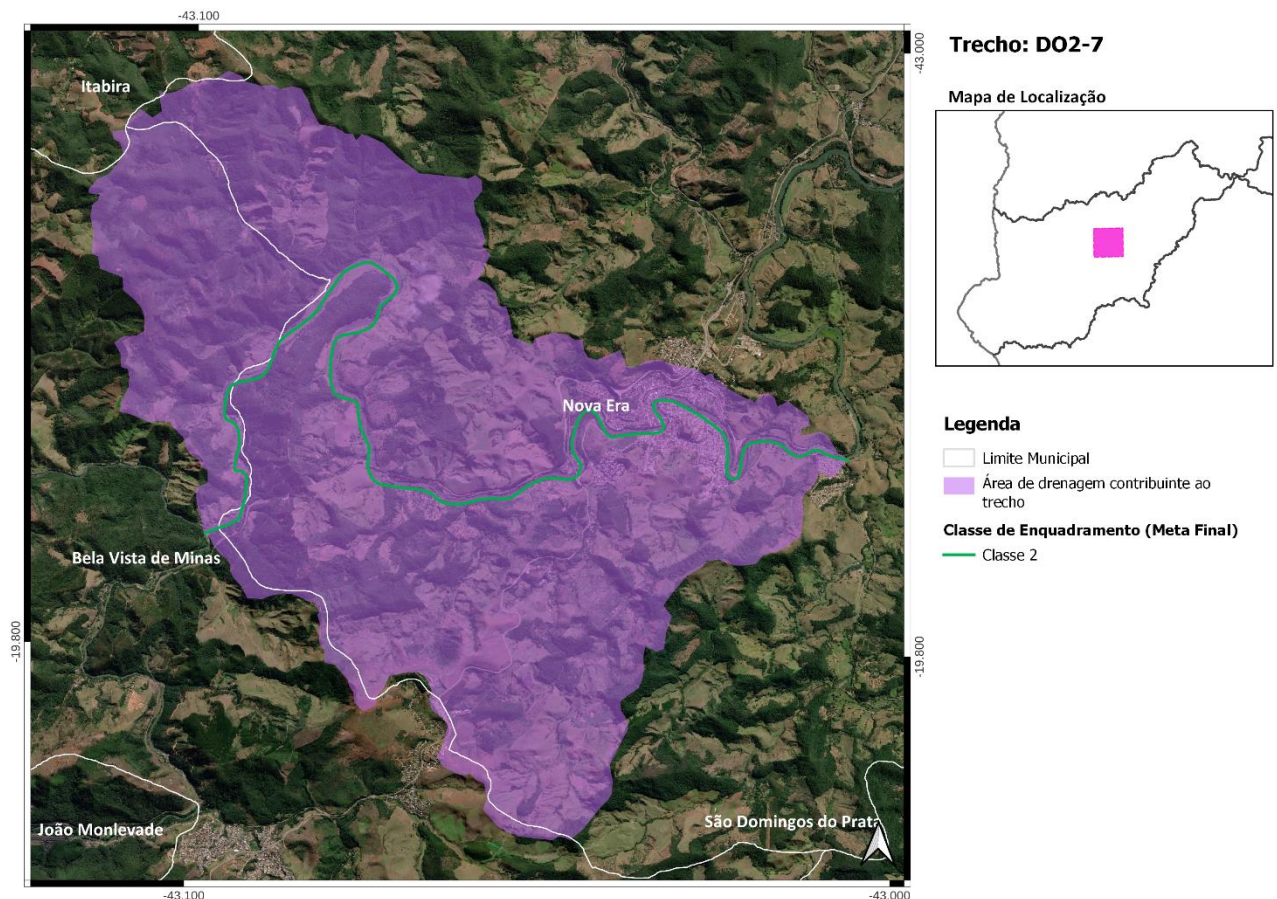 -43.100
-43.000
Trecho: DO2-7
Mapa de Localização
Itabira
Nova Era
Bela Vista de Minas
João Monlevade
São Domingos do Prata
-19.800
-19.800
-43.100
-43.000
Legenda
Limite Municipal
Área de drenagem contribuinte ao
trecho
Classe de Enquadramento (Meta Final)
Classe 2